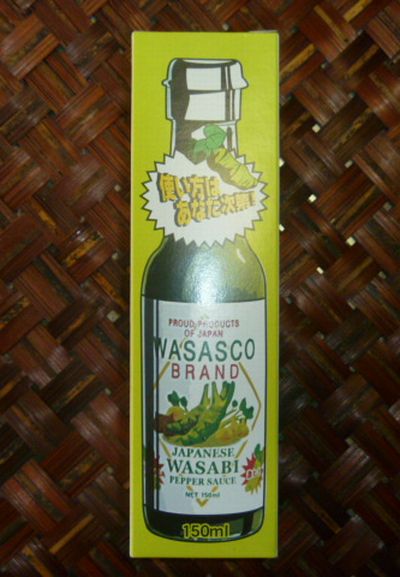 使い方は
あなた次第!
PROUD PRODUCTS
OF JAPAN
WASASCO
BRAND
JAPANESE
WASABI
PEPPER SAUCE
NET 150ml
150ml